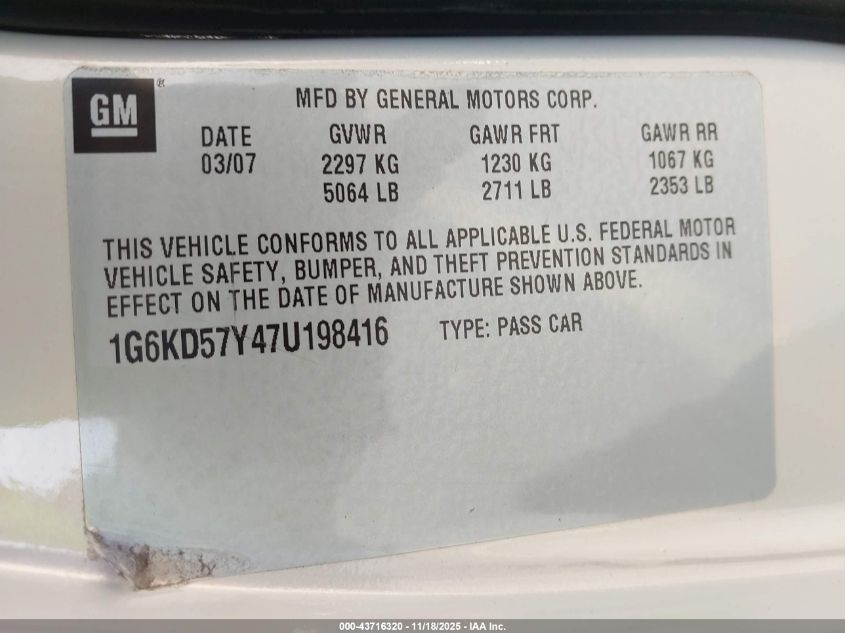 GM ®
MFD BY GENERAL MOTORS CORP.
DATE GVWR GAWR FRT GAWR RR
03/07 2297 KG 1230 KG 1067 KG
5064 LB 2711 LB 2353 LB
THIS VEHICLE CONFORMS TO ALL APPLICABLE U.S. FEDERAL MOTOR
VEHICLE SAFETY, BUMPER, AND THEFT PREVENTION STANDARDS IN
EFFECT ON THE DATE OF MANUFACTURE SHOWN ABOVE.
1G6KD57Y47U198416 TYPE: PASS CAR
000-43716320 - 11/18/2025 - IAA Inc.